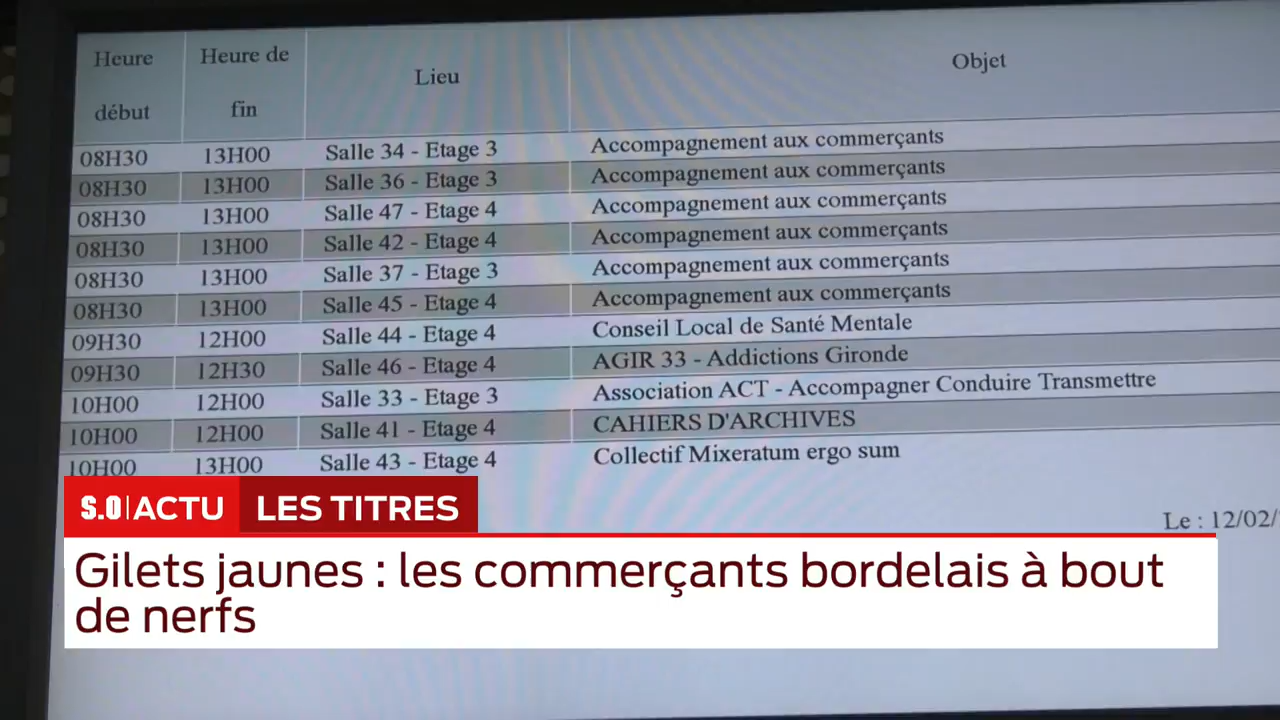 Heure début Heure de fin Lieu Objet
08H30 13H00 Salle 34 - Etage 3 Accompagnement aux commerçants
08H30 13H00 Salle 36 - Etage 3 Accompagnement aux commerçants
08H30 13H00 Salle 47 - Etage 4 Accompagnement aux commerçants
08H30 13H00 Salle 42 - Etage 4 Accompagnement aux commerçants
08H30 13H00 Salle 37 - Etage 3 Accompagnement aux commerçants
08H30 13H00 Salle 45 - Etage 4 Accompagnement aux commerçants
09H30 12H00 Salle 44 - Etage 4 Conseil Local de Santé Mentale
09H30 12H30 Salle 46 - Etage 4 AGIR 33 - Addictions Gironde
10H00 12H00 Salle 33 - Etage 3 Association ACT - Accompagner Conduire Transmettre
10H00 12H00 Salle 41 - Etage 4 CAHIERS D'ARCHIVES
10H00 13H00 Salle 43 - Etage 4 Collectif Mixeratum ergo sum
Le : 12/02/
S.O|ACTU LES TITRES
Gilets jaunes : les commerçants bordelais à bout
de nerfs